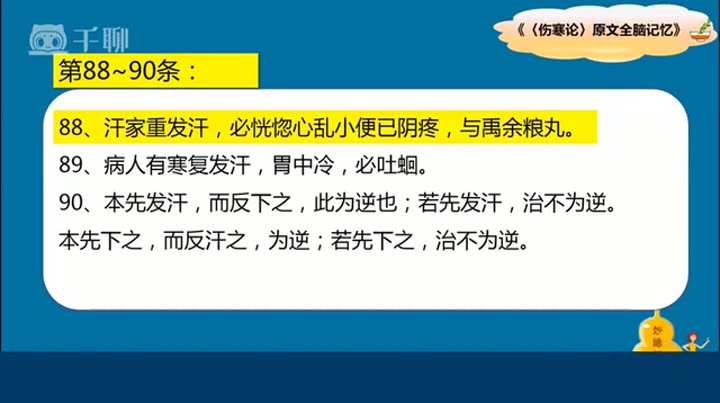 千聊
《〈伤寒论〉原文全脑记忆》
第88~90条：
88、汗家重发汗，必恍惚心乱小便已阴疼，与禹余粮丸。
89、病人有寒复发汗，胃中冷，必吐蛔。
90、本先发汗，而反下之，此为逆也；若先发汗，治不为逆。
本先下之，而反汗之，为逆；若先下之，治不为逆。
妙